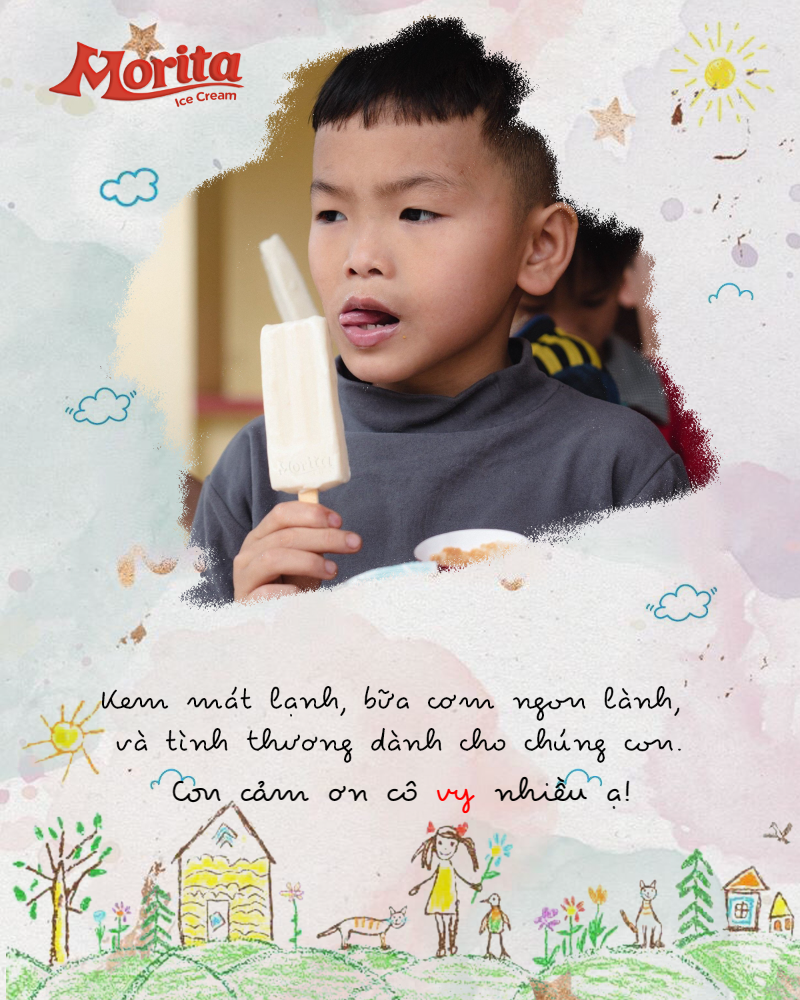 Morita
Ice Cream
Morita
Kem mát lạnh, bữa cơm ngon lành,
và tình thương dành cho chúng con.
Con cảm ơn cô vy nhiều ạ!